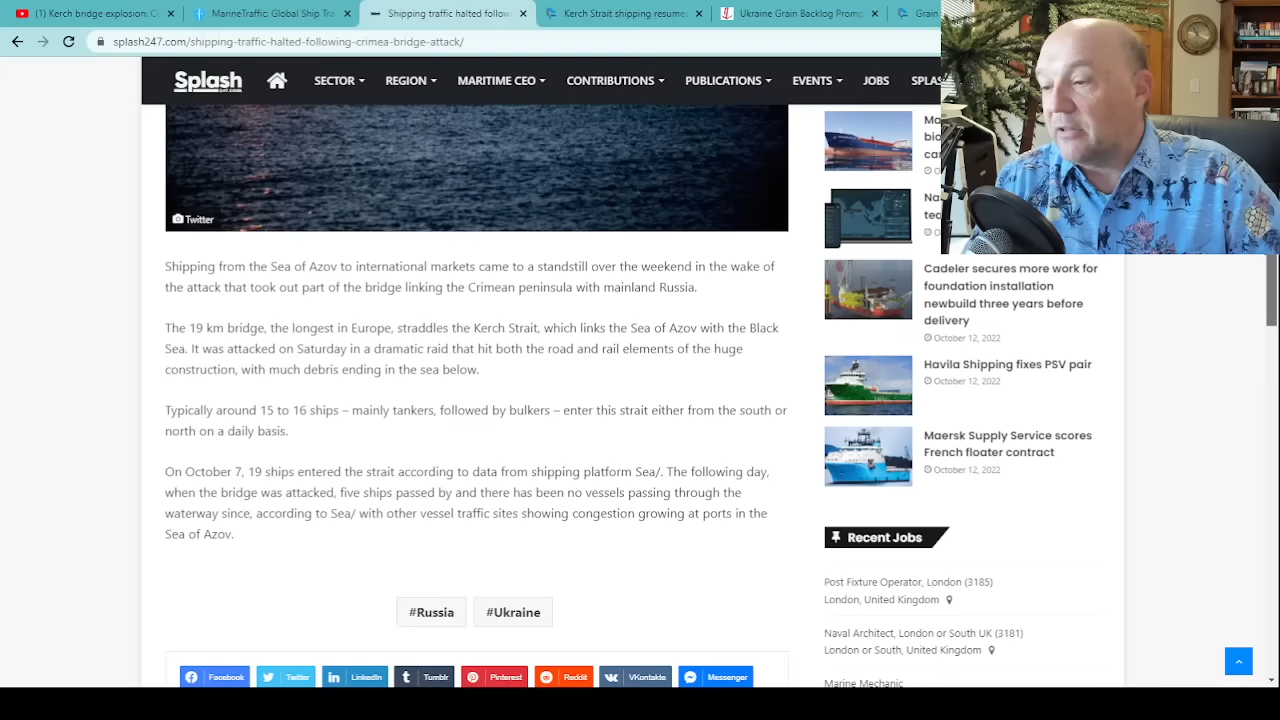 Kerch bridge explosion: Cl
MarineTraffic Global Ship Tra
Shipping traffic halted follow
Kerch Strait shipping resume
Ukraine Grain Backlog Promp
Grain
splash247.com/shipping-traffic-halted-following-crimea-bridge-attack/
Splash
247.com
SECTOR
REGION
MARITIME CEO
CONTRIBUTIONS
PUBLICATIONS
EVENTS
JOBS
SPLAS
Twitter
Shipping from the Sea of Azov to international markets came to a standstill over the weekend in the wake of
the attack that took out part of the bridge linking the Crimean peninsula with mainland Russia.
The 19 km bridge, the longest in Europe, straddles the Kerch Strait, which links the Sea of Azov with the Black
Sea. It was attacked on Saturday in a dramatic raid that hit both the road and rail elements of the huge
construction, with much debris ending in the sea below.
Typically around 15 to 16 ships – mainly tankers, followed by bulkers – enter this strait either from the south or
north on a daily basis.
On October 7, 19 ships entered the strait according to data from shipping platform Sea/. The following day,
when the bridge was attacked, five ships passed by and there has been no vessels passing through the
waterway since, according to Sea/ with other vessel traffic sites showing congestion growing at ports in the
Sea of Azov.
#Russia
#Ukraine
Facebook
Twitter
LinkedIn
Tumblr
Pinterest
Reddit
VKontakte
Messenger
Mo
bio
car
O
Na
tec
O
Cadeler secures more work for
foundation installation
newbuild three years before
delivery
October 12, 2022
Havila Shipping fixes PSV pair
October 12, 2022
Maersk Supply Service scores
French floater contract
October 12, 2022
Recent Jobs
Post Fixture Operator, London (3185)
London, United Kingdom
Naval Architect, London or South UK (3181)
London or South, United Kingdom
Marine Mechanic